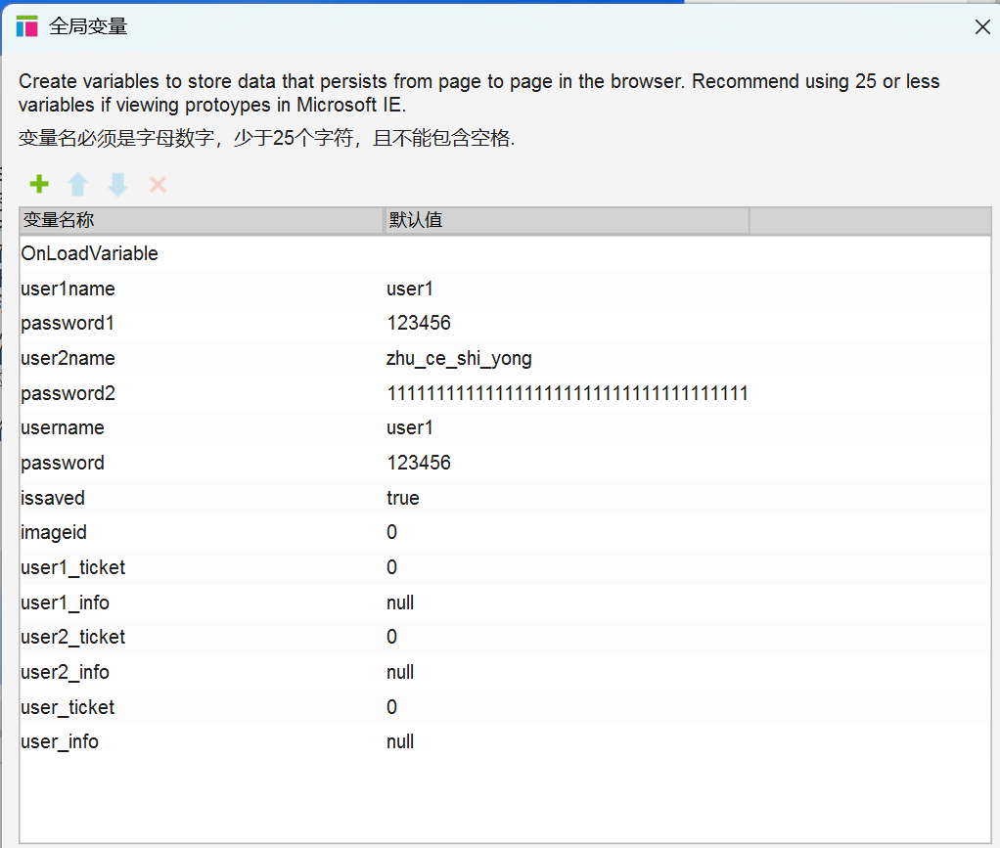 全局变量
Create variables to store data that persists from page to page in the browser. Recommend using 25 or less
variables if viewing protoypes in Microsoft IE.
变量名必须是字母数字，少于25个字符，且不能包含空格.
变量名称 默认值
OnLoadVariable
user1name user1
password1 123456
user2name zhu_ce_shi_yong
password2 1111111111111111111111111111111111111
username user1
password 123456
issaved true
imageid 0
user1_ticket 0
user1_info null
user2_ticket 0
user2_info null
user_ticket 0
user_info null